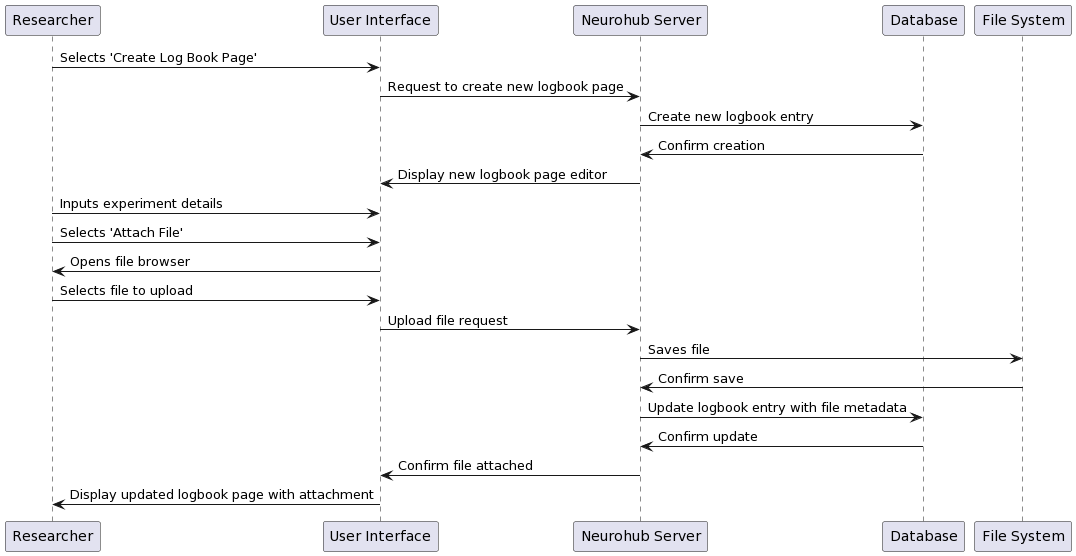 Researcher
User Interface
Neurohub Server
Database
File System
Selects 'Create Log Book Page'
Request to create new logbook page
Create new logbook entry
Confirm creation
Display new logbook page editor
Inputs experiment details
Selects 'Attach File'
Opens file browser
Selects file to upload
Upload file request
Saves file
Confirm save
Update logbook entry with file metadata
Confirm update
Confirm file attached
Display updated logbook page with attachment
Researcher
User Interface
Neurohub Server
Database
File System